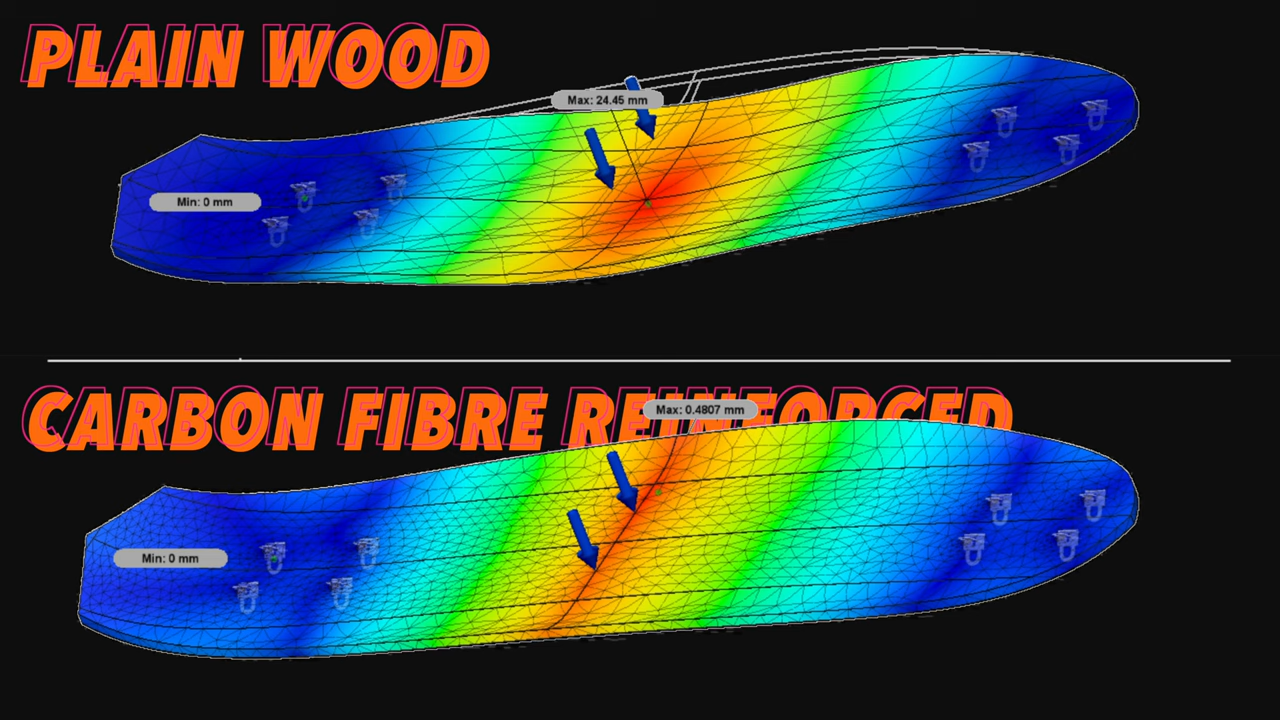 PLAIN WOOD
Max: 24.45 mm
Min: 0 mm
CARBON FIBRE REINFORCED
Max: 0.4807 mm
Min: 0 mm